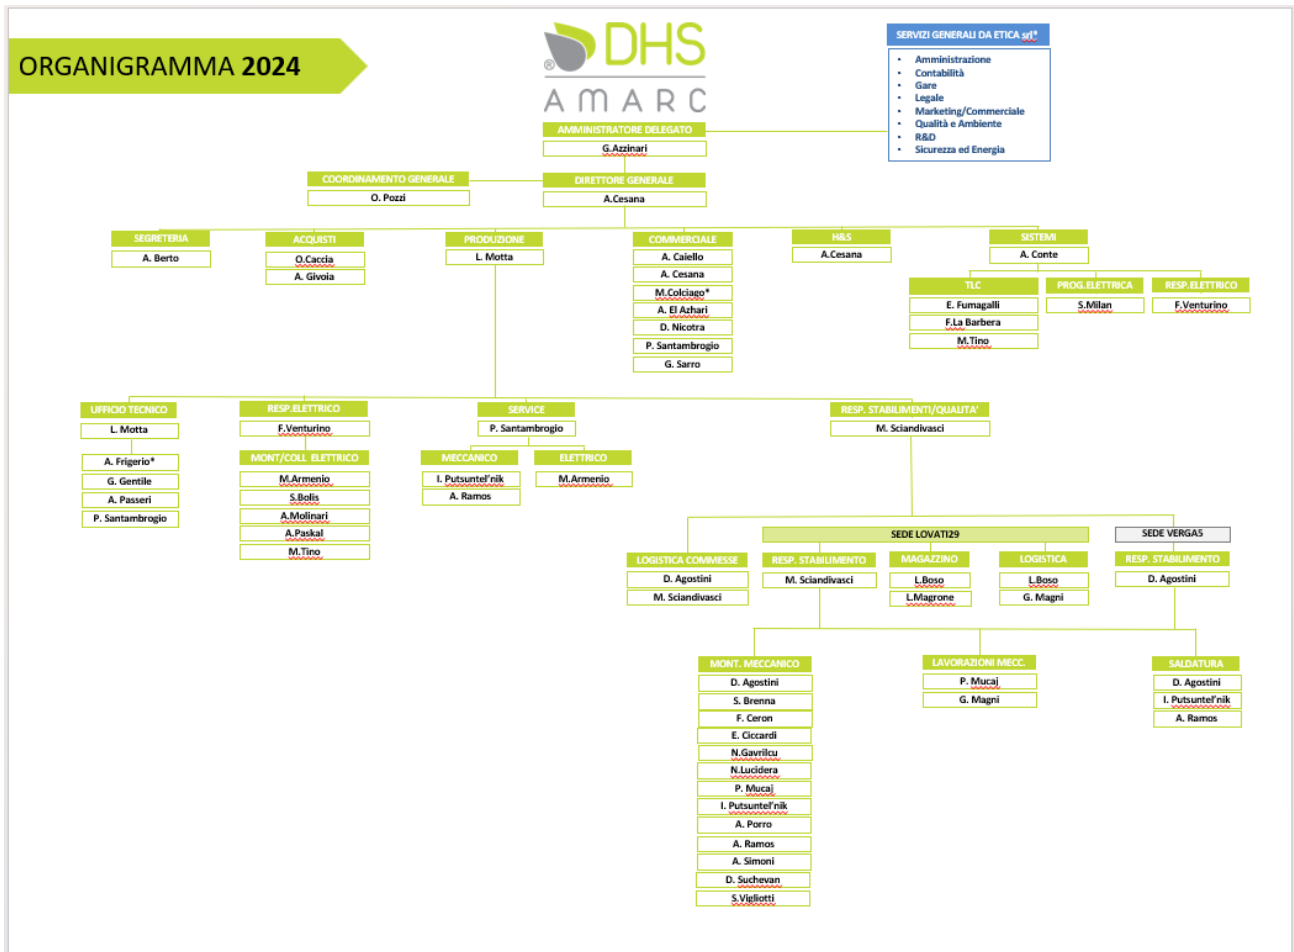 ORGANIGRAMMA 2024
DHS
®
AMARC
SERVIZI GENERALI DA ETICA srl*
• Amministrazione
• Contabilità
• Gare
• Legale
• Marketing/Commerciale
• Qualità e Ambiente
• R&D
• Sicurezza ed Energia
AMMINISTRATORE DELEGATO
G.Azzinari
COORDINAMENTO GENERALE
O. Pozzi
DIRETTORE GENERALE
A.Cesana
SEGRETERIA
A. Berto
ACQUISTI
O.Caccia
A. Givoia
PRODUZIONE
L. Motta
COMMERCIALE
A. Caiello
A. Cesana
M.Colciago*
A. El Azhari
D. Nicotra
P. Santambrogio
G. Sarro
H&S
A.Cesana
SISTEMI
A. Conte
TLC
E. Fumagalli
F.La Barbera
M.Tino
PROG.ELETTRICA
S.Milan
RESP.ELETTRICO
F.Venturino
UFFICIO TECNICO
L. Motta
A. Frigerio*
G. Gentile
A. Passeri
P. Santambrogio
RESP.ELETTRICO
F.Venturino
MONT/COLL ELETTRICO
M.Armenio
S.Bolis
A.Molinari
A.Paskal
M.Tino
SERVICE
P. Santambrogio
MECCANICO
I. Putsuntel'nik
A. Ramos
ELETTRICO
M.Armenio
RESP. STABILIMENTI/QUALITA'
M. Sciandivasci
SEDE LOVATI29
SEDE VERGA5
LOGISTICA COMMESSE
D. Agostini
M. Sciandivasci
RESP. STABILIMENTO
M. Sciandivasci
MAGAZZINO
L.Boso
L.Magrone
LOGISTICA
L.Boso
G. Magni
RESP. STABILIMENTO
D. Agostini
MONT. MECCANICO
D. Agostini
S. Brenna
F. Ceron
E. Ciccardi
N.Gavrilcu
N.Lucidera
P. Mucaj
I. Putsuntel'nik
A. Porro
A. Ramos
A. Simoni
D. Suchevan
S.Vigliotti
LAVORAZIONI MECC.
P. Mucaj
G. Magni
SALDATURA
D. Agostini
I. Putsuntel'nik
A. Ramos